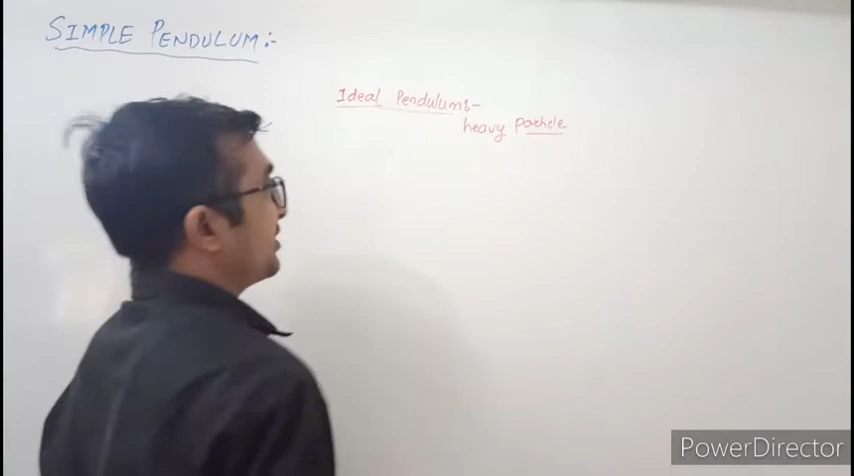 SIMPLE PENDULUM:-
Ideal Pendulum:-
heavy particle
PowerDirector